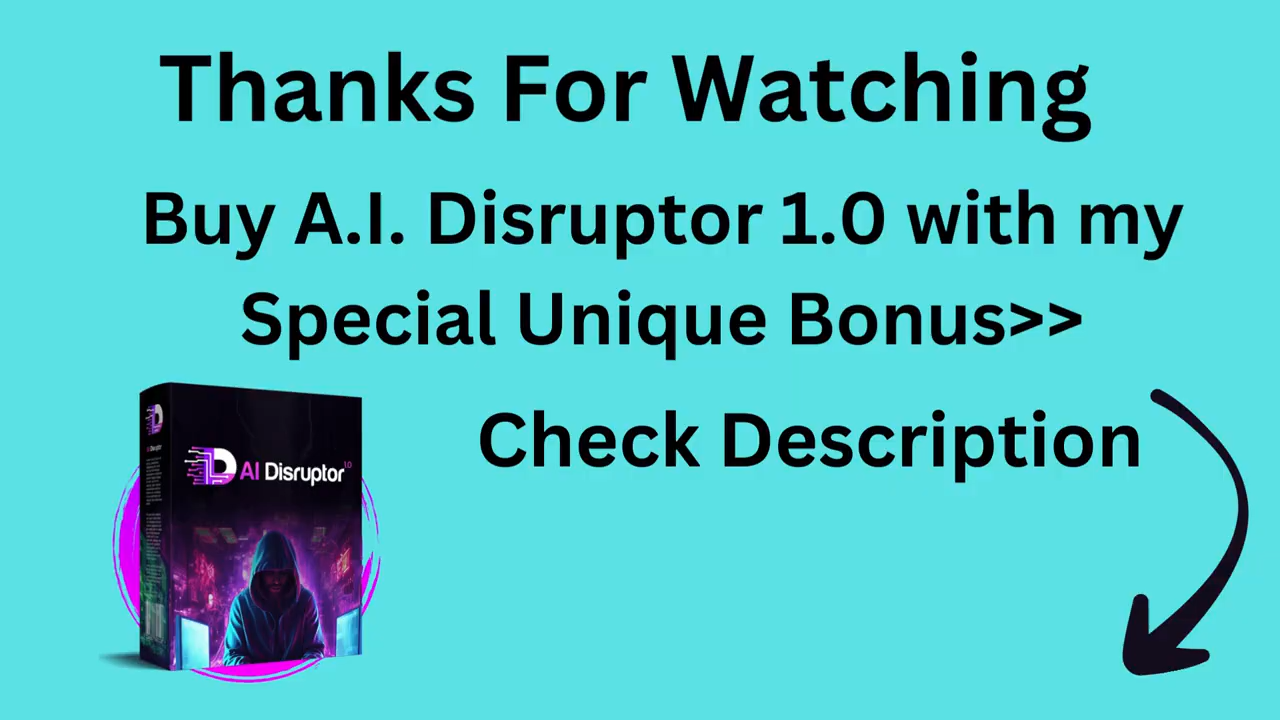 Thanks For Watching
Buy A.I. Disruptor 1.0 with my
Special Unique Bonus>>
Check Description
AI Disruptor 1.0